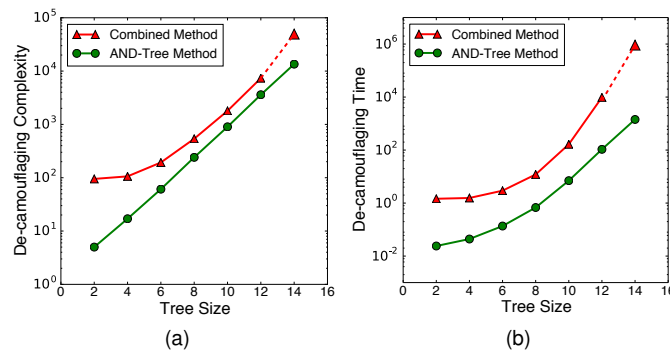 Combined Method
AND-Tree Method
De-camouflaging Complexity
10^5
10^4
10^3
10^2
10^1
10^0
0 2 4 6 8 10 12 14 16
Tree Size
(a)
Combined Method
AND-Tree Method
De-camouflaging Time
10^6
10^4
10^2
10^0
10^-2
0 2 4 6 8 10 12 14 16
Tree Size
(b)